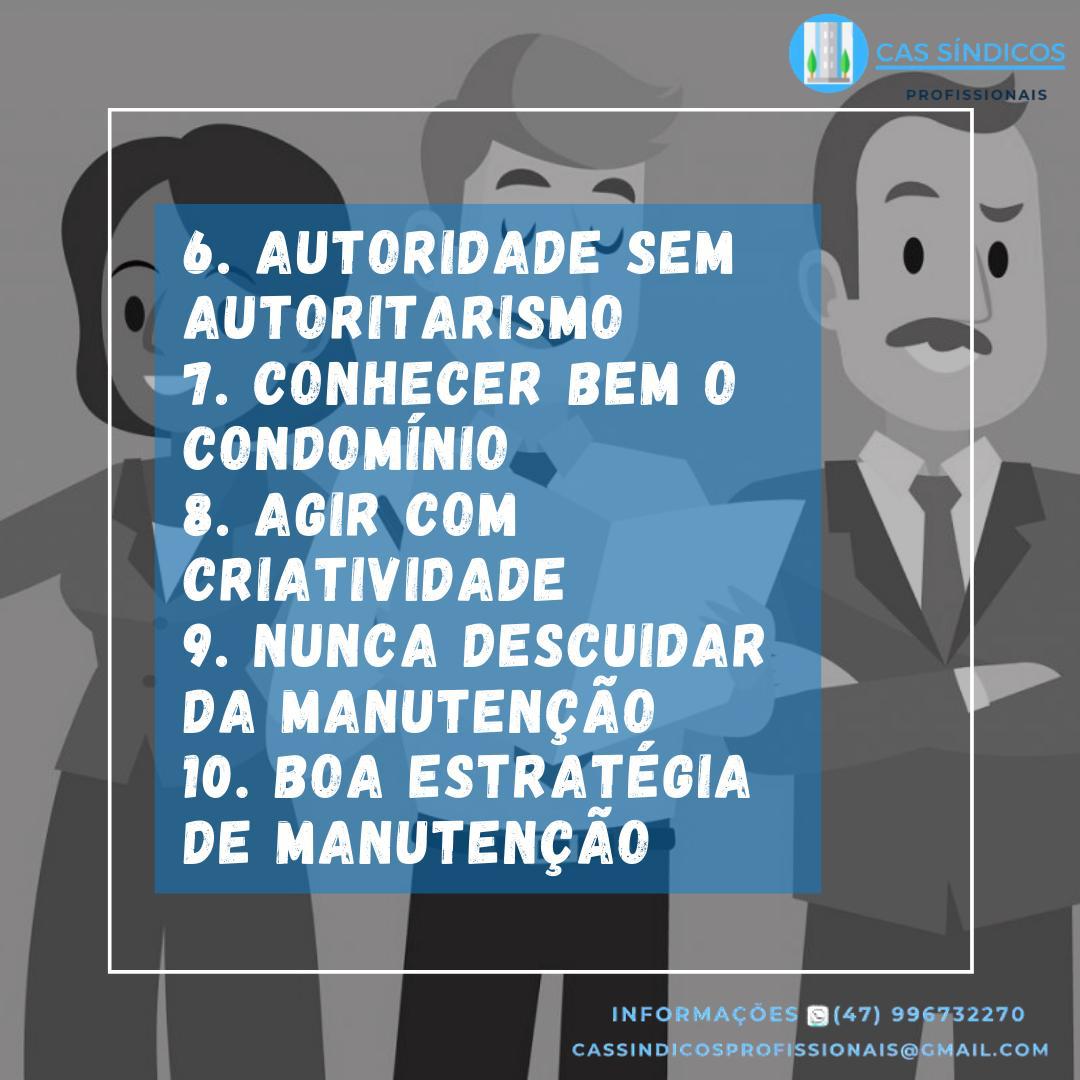 CAS SÍNDICOS
PROFISSIONAIS
6. AUTORIDADE SEM
AUTORITARISMO
7. CONHECER BEM O
CONDOMÍNIO
8. AGIR COM
CRIATIVIDADE
9. NUNCA DESCUIDAR
DA MANUTENÇÃO
10. BOA ESTRATÉGIA
DE MANUTENÇÃO
INFORMAÇÕES (47) 996732270
CASSINDICOSPROFISSIONAIS@GMAIL.COM